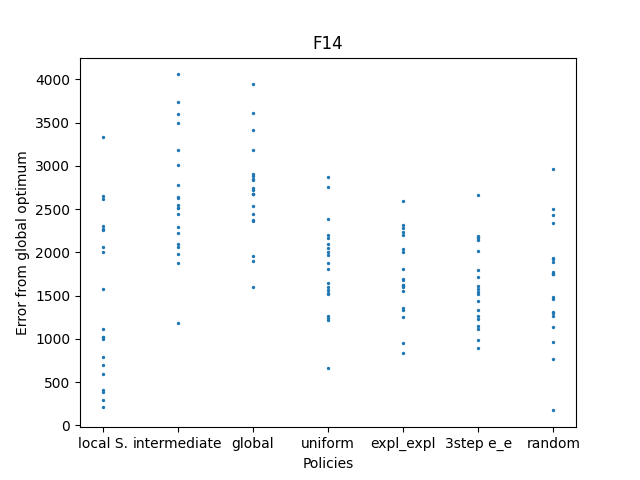 F14
Error from global optimum
4000
3500
3000
2500
2000
1500
1000
500
0
local S. intermediate global uniform expl_expl 3step e_e random
Policies